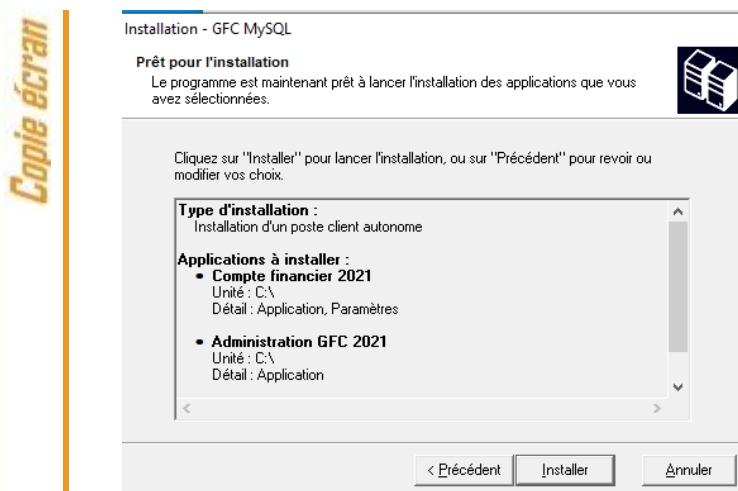 Copie écran
Installation - GFC MySQL
Prêt pour l'installation
Le programme est maintenant prêt à lancer l'installation des applications que vous
avez sélectionnées.
Cliquez sur "Installer" pour lancer l'installation, ou sur "Précédent" pour revoir ou
modifier vos choix.
Type d'installation :
Installation d'un poste client autonome
Applications à installer :
• Compte financier 2021
Unité : C:\
Détail : Application, Paramètres
• Administration GFC 2021
Unité : C:\
Détail : Application
< Précédent
Installer
Annuler